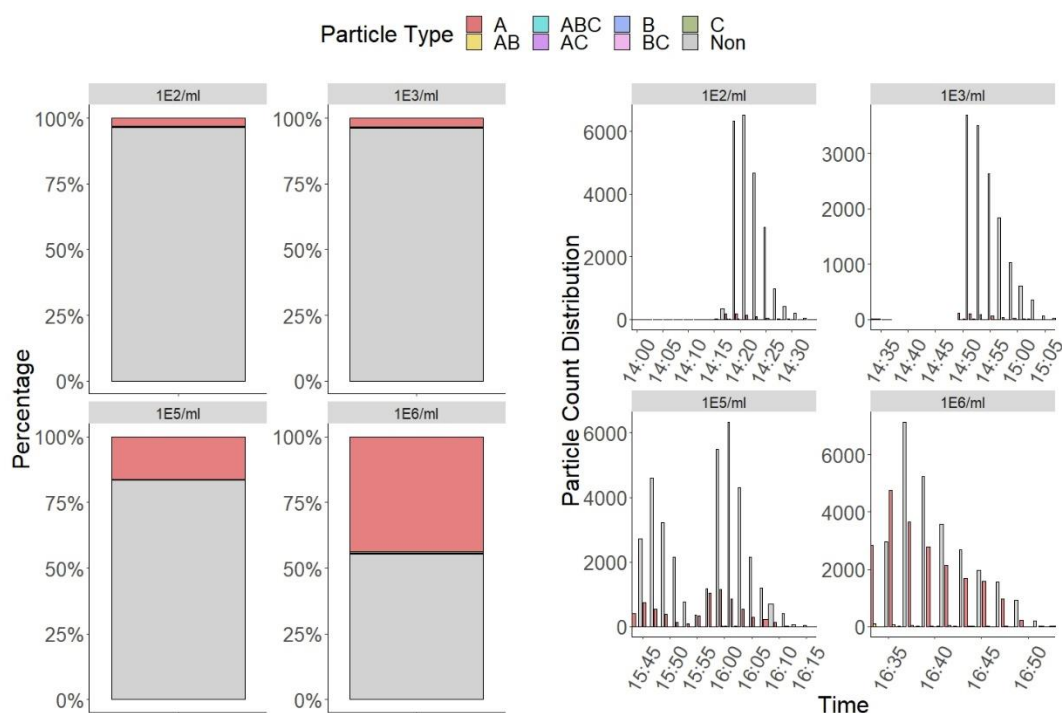 Particle Type A ABC B C
AB AC BC Non
1E2/ml 1E3/ml
100% 100%
75% 75%
50% 50%
25% 25%
0% 0%
1E5/ml 1E6/ml
100% 100%
75% 75%
50% 50%
25% 25%
0% 0%
Percentage
1E2/ml 1E3/ml
6000
4000
2000
0
3000
2000
1000
0
14:00 14:05 14:10 14:15 14:20 14:25 14:30
14:35 14:40 14:45 14:50 14:55 15:00 15:05
1E5/ml 1E6/ml
6000
4000
2000
0
6000
4000
2000
0
15:45 15:50 15:55 16:00 16:05 16:10 16:15
16:35 16:40 16:45 16:50
Particle Count Distribution
Time